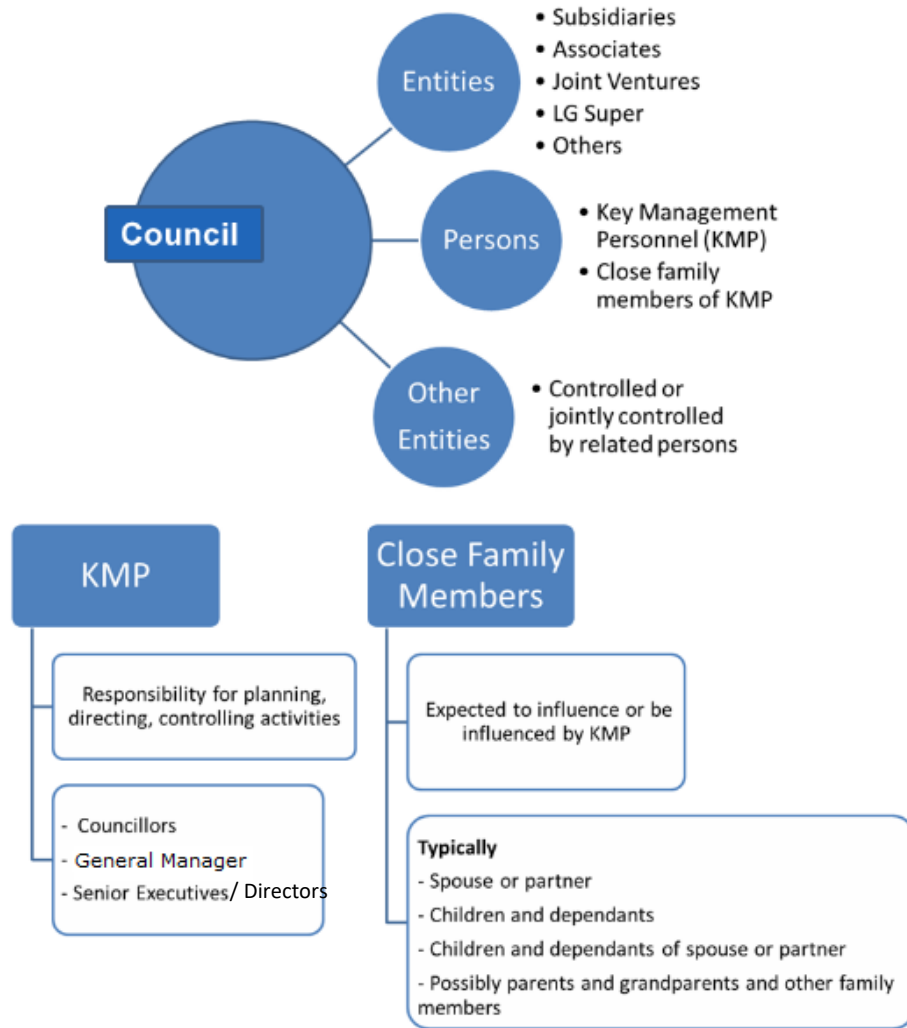 • Subsidiaries
• Associates
• Joint Ventures
• LG Super
• Others
Entities
Council
Persons
• Key Management
Personnel (KMP)
• Close family
members of KMP
Other
Entities
• Controlled or
jointly controlled
by related persons
KMP
Responsibility for planning,
directing, controlling activities
- Councillors
- General Manager
- Senior Executives/ Directors
Close Family
Members
Expected to influence or be
influenced by KMP
Typically
- Spouse or partner
- Children and dependants
- Children and dependants of spouse or partner
- Possibly parents and grandparents and other family
members